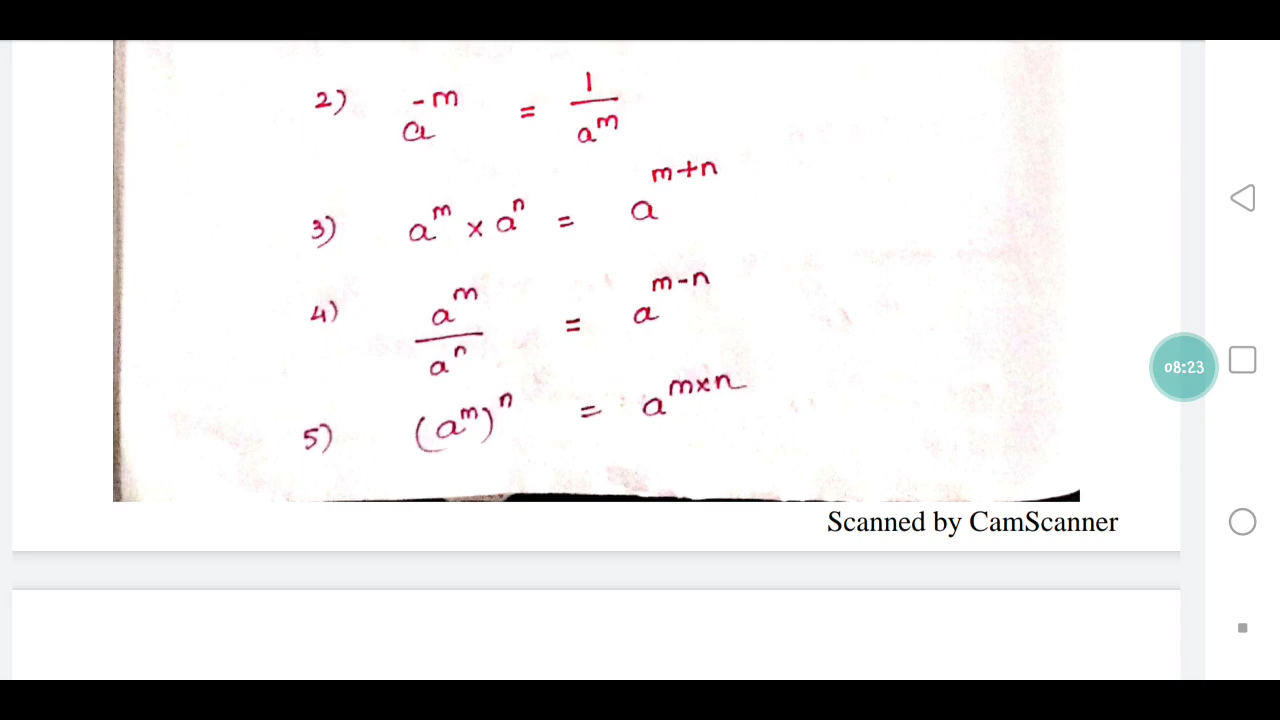 2) a^-m = 1/a^m
3) a^m × a^n = a^m+n
4) a^m/a^n = a^m-n
5) (a^m)^n = a^m×n
08:23
Scanned by CamScanner